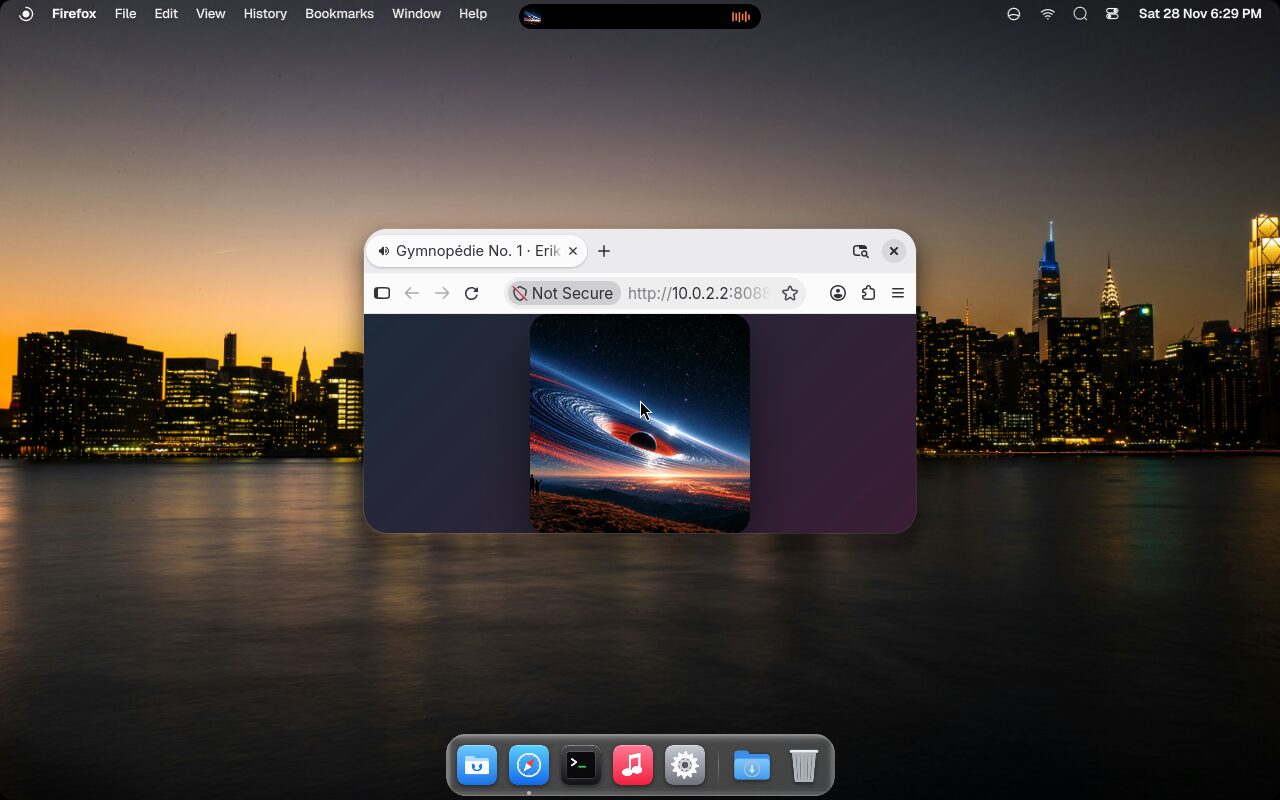 Firefox File Edit View History Bookmarks Window Help Sat 28 Nov 6:29 PM
Gymnopédie No. 1 · Erik
Not Secure http://10.0.2.2:8088